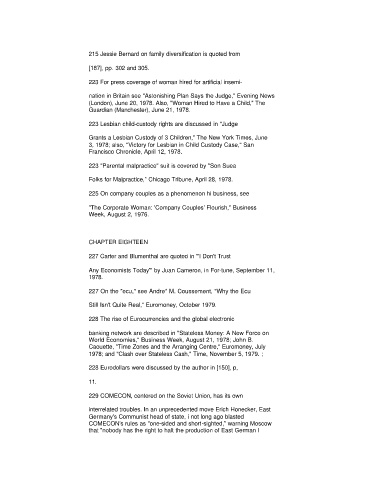 215 Jessie Bernard on family diversification is quoted from
[187], pp. 302 and 305.
223 For press coverage of woman hired for artificial insemi-
nation in Britain see "Astonishing Plan Says the Judge," Evening News
(London), June 20, 1978. Also, "Woman Hired to Have a Child," The
Guardian (Manchester), June 21, 1978.
223 Lesbian child-custody rights are discussed in "Judge
Grants a Lesbian Custody of 3 Children," The New York Times, June
3, 1978; also, "Victory for Lesbian in Child Custody Case," San
Francisco Chronicle, April 12, 1978.
223 "Parental malpractice" suit is covered by "Son Sues
Folks for Malpractice," Chicago Tribune, April 28, 1978.
225 On company couples as a phenomenon hi business, see
"The Corporate Woman: 'Company Couples' Flourish," Business
Week, August 2, 1976.
CHAPTER EIGHTEEN
227 Carter and Blumenthal are quoted in "'I Don't Trust
Any Economists Today'" by Juan Cameron, in For-tune, September 11,
1978.
227 On the "ecu," see Andre" M. Coussement, "Why the Ecu
Still Isn't Quite Real," Euromoney, October 1979.
228 The rise of Eurocurrencies and the global electronic
banking network are described in "Stateless Money: A New Force on
World Economies," Business Week, August 21, 1978; John B.
Caouette, "Time Zones and the Arranging Centre," Euromoney, July
1978; and "Clash over Stateless Cash," Time, November 5, 1979. ;
228 Eurodollars were discussed by the author in [150], p,
11.
229 COMECON, centered on the Soviet Union, has its own
interrelated troubles. In an unprecedented move Erich Honecker, East
Germany's Communist head of state, i not long ago blasted
COMECON's rules as "one-sided and short-sighted," warning Moscow
that "nobody has the right to halt the production of East German I